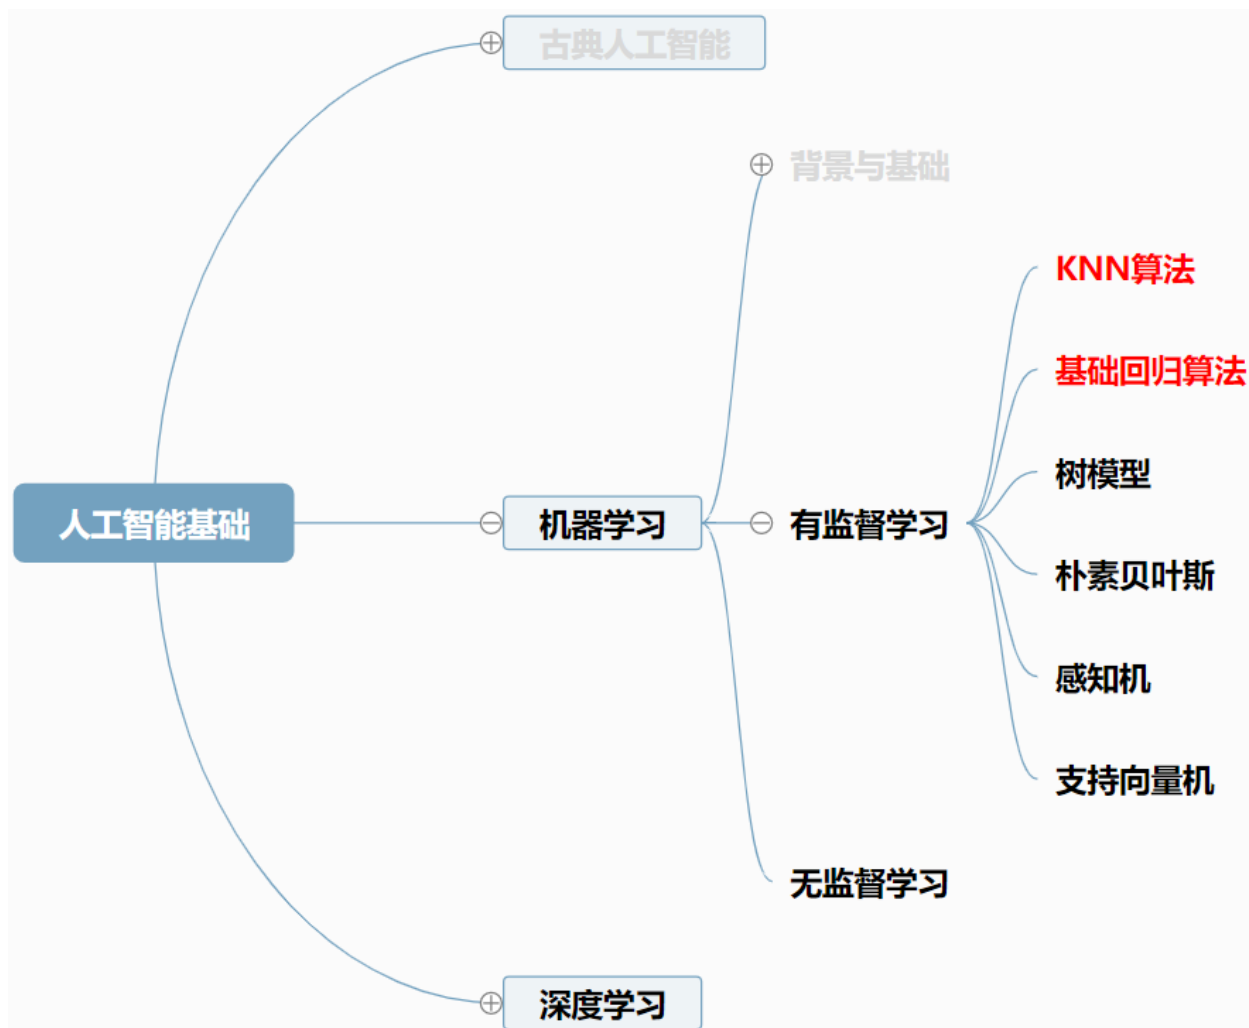 古典人工智能
背景与基础
KNN算法
基础回归算法
树模型
人工智能基础
机器学习
有监督学习
朴素贝叶斯
感知机
支持向量机
无监督学习
深度学习